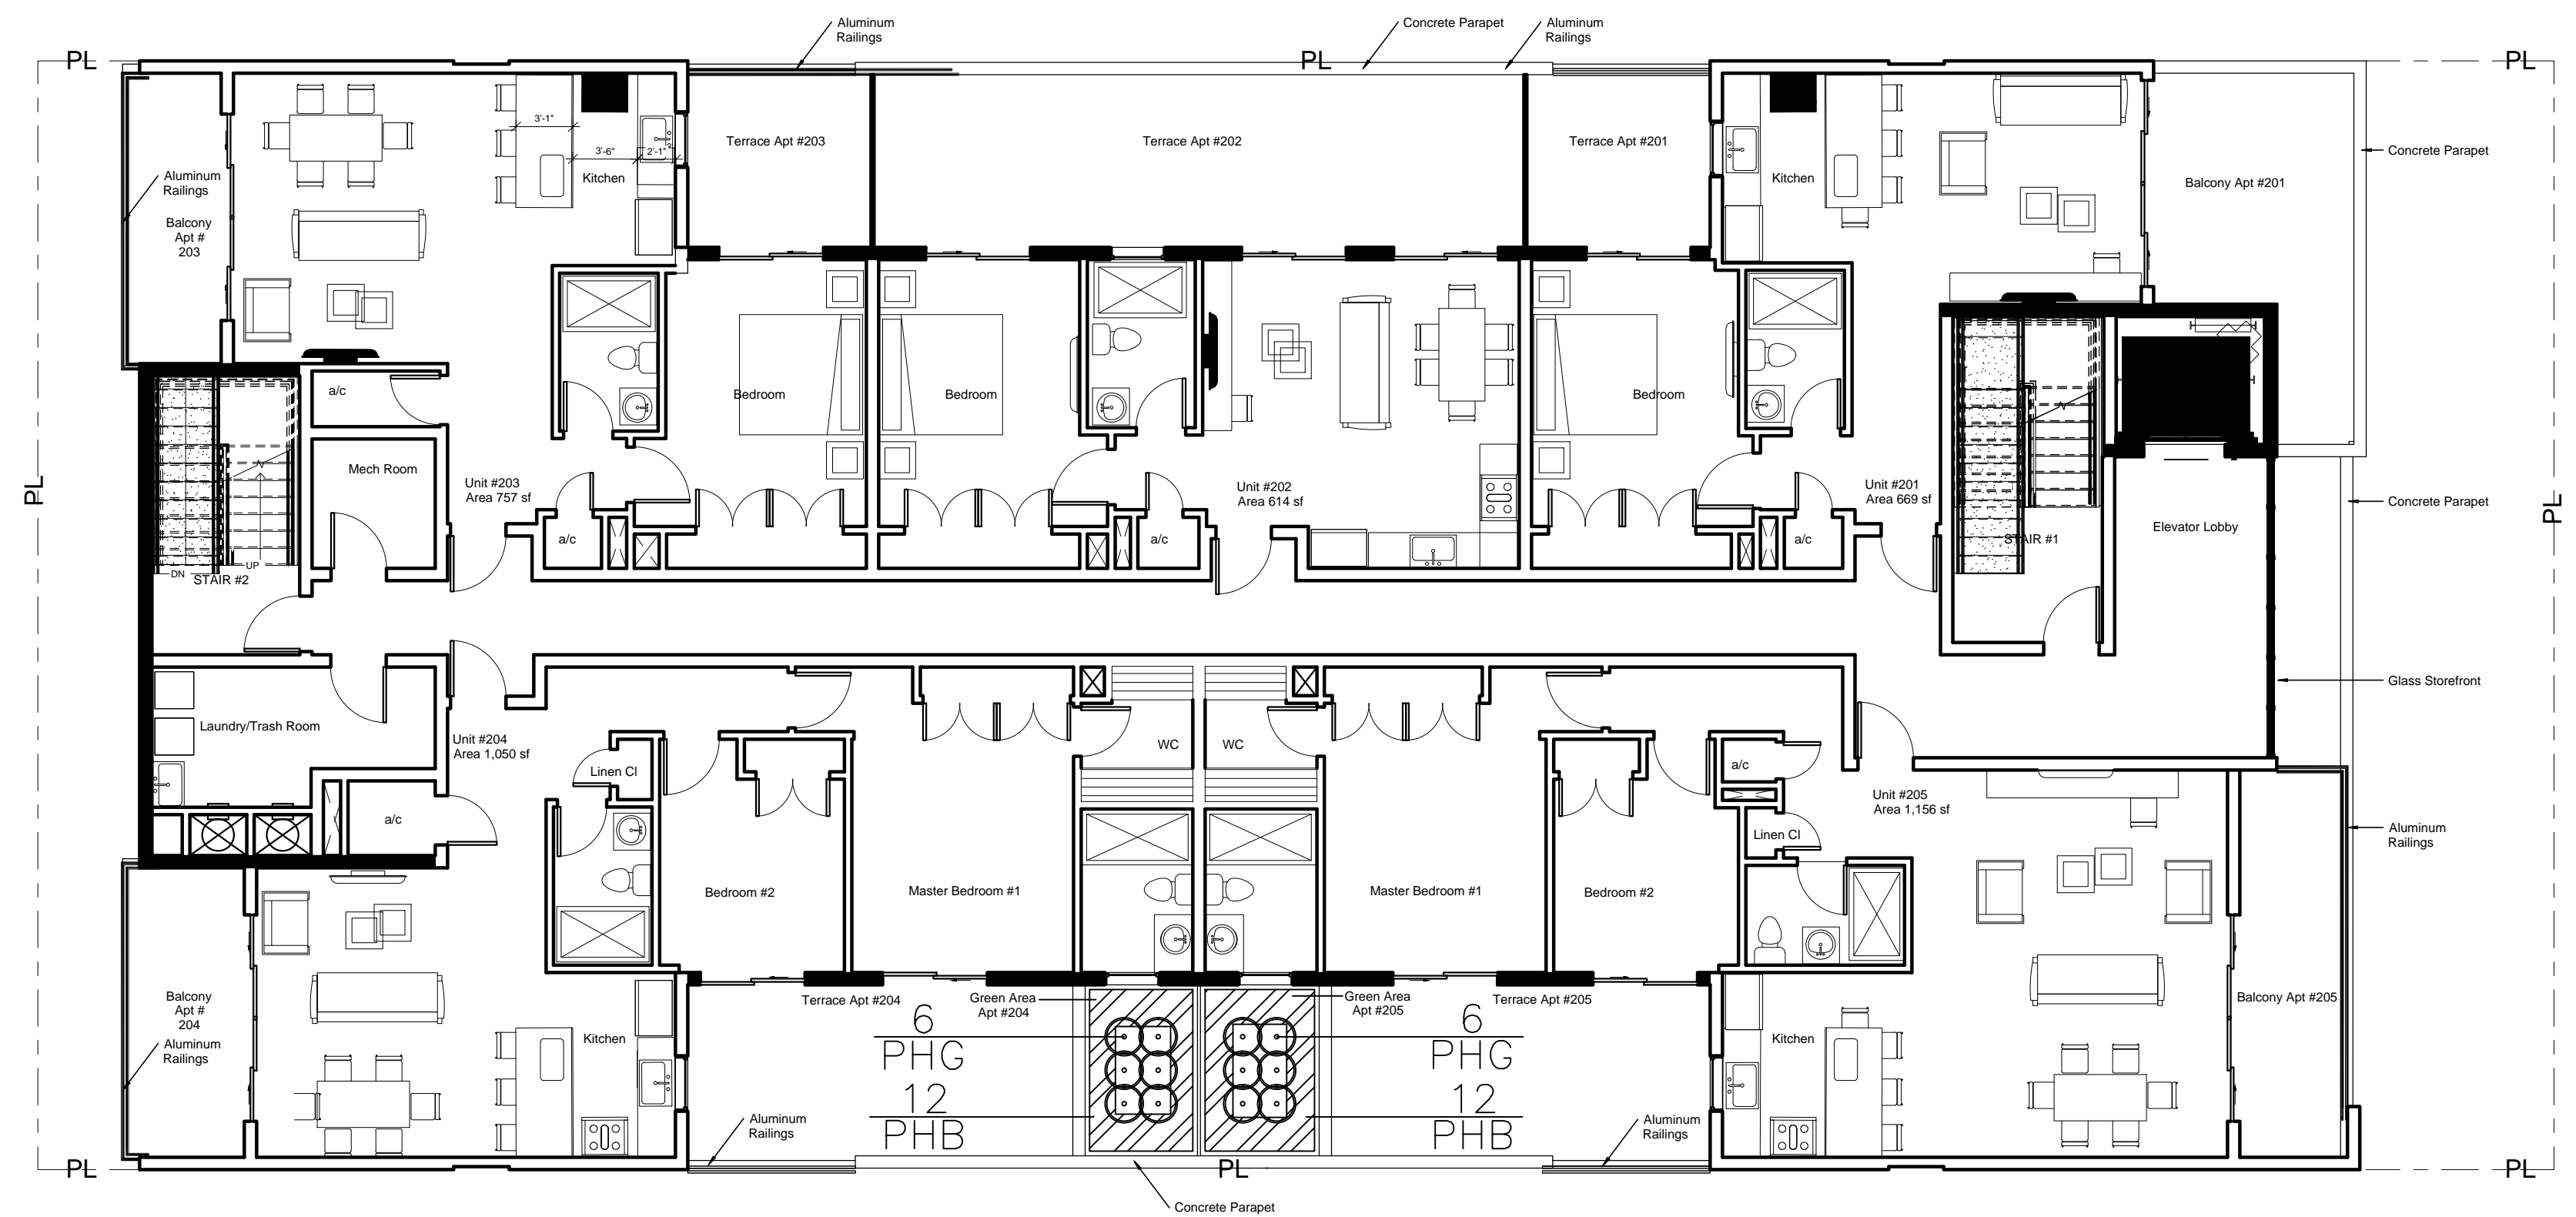 Aluminum
Railings
Concrete Parapet
Aluminum
Railings
PL
PL
PL
Terrace Apt #203
Terrace Apt #202
Terrace Apt #201
3'-1"
3'-6"
2'-1"
Kitchen
Kitchen
Concrete Parapet
Aluminum
Railings
Balcony
Apt #
203
Balcony Apt #201
a/c
Bedroom
Bedroom
Bedroom
Mech Room
Unit #203
Area 757 sf
Unit #202
Area 614 sf
Unit #201
Area 669 sf
PL
PL
Concrete Parapet
Elevator Lobby
a/c
a/c
a/c
STAIR #1
DN
UP
STAIR #2
Glass Storefront
Laundry/Trash Room
Unit #204
Area 1,050 sf
WC
WC
Linen Cl
a/c
Unit #205
Area 1,156 sf
a/c
Linen Cl
Aluminum
Railings
Bedroom #2
Master Bedroom #1
Master Bedroom #1
Bedroom #2
Balcony
Apt #
204
Terrace Apt #204
Green Area
Apt #204
Green Area
Apt #205
Terrace Apt #205
Balcony Apt #205
Aluminum
Railings
Kitchen
6
PHG
6
PHG
Kitchen
12
PHB
12
PHB
Aluminum
Railings
Aluminum
Railings
PL
PL
PL
Concrete Parapet